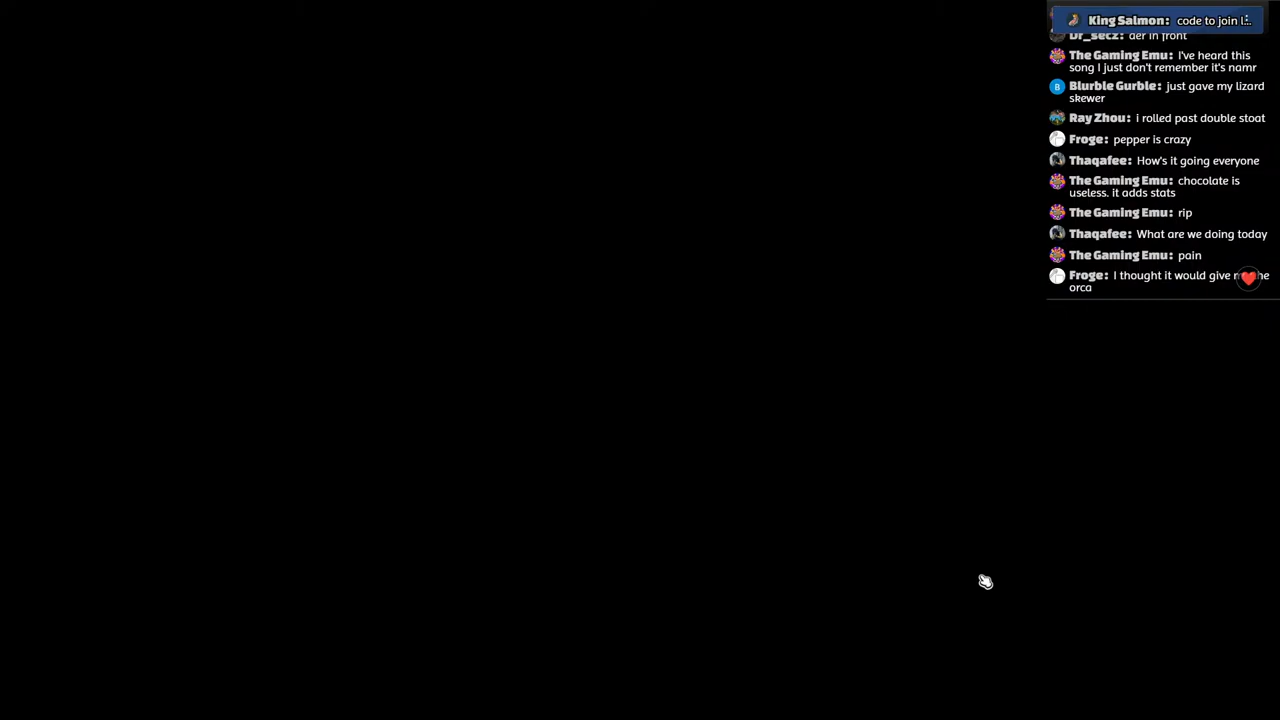 King Salmon: code to join l...
Dr_secz: der in front
The Gaming Emu: I've heard this
song I just don't remember it's namr
Blurble Gurble: just gave my lizard
skewer
Ray Zhou: i rolled past double stoat
Froge: pepper is crazy
Thaqafee: How's it going everyone
The Gaming Emu: chocolate is
useless. it adds stats
The Gaming Emu: rip
Thaqafee: What are we doing today
The Gaming Emu: pain
Froge: I thought it would give
orca